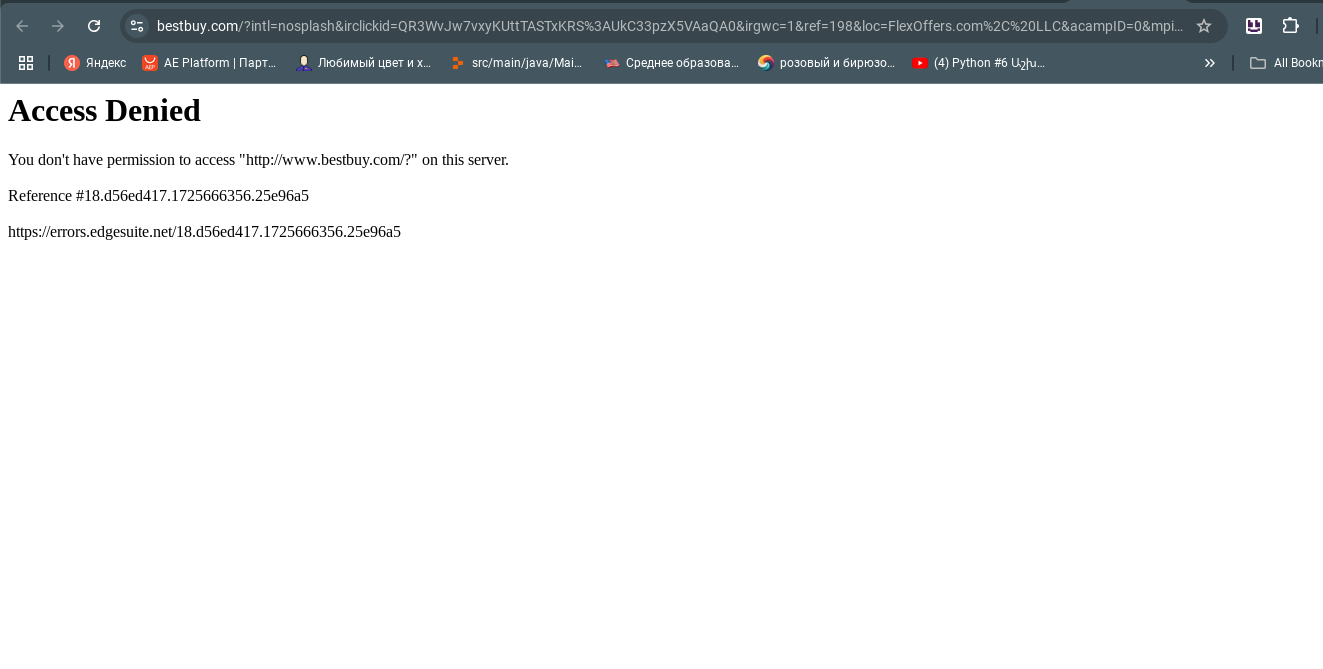 bestbuy.com/?intl=nosplash&irclickid=QR3WvJw7vxyKUttTASTxKRS%3AUkC33pzX5VAaQA0&irgwc=1&ref=198&loc=FlexOffers.com%2C%20LLC&acampID=0&mpi...
Яндекс AE Platform | Парт... Любимый цвет и х... src/main/java/Mai... Среднее образова... розовый и бирюзо... (4) Python #6 Աշխ... All Bookm
Access Denied
You don't have permission to access "http://www.bestbuy.com/?" on this server.
Reference #18.d56ed417.1725666356.25e96a5
https://errors.edgesuite.net/18.d56ed417.1725666356.25e96a5